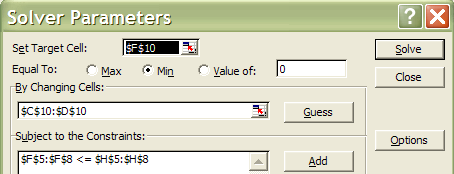 Solver Parameters ? X
Set Target Cell: $F$10 Solve
Equal To: Max Min Value of: 0 Close
By Changing Cells:
$C$10:$D$10 Guess
Subject to the Constraints: Options
$F$5:$F$8 <= $H$5:$H$8 Add